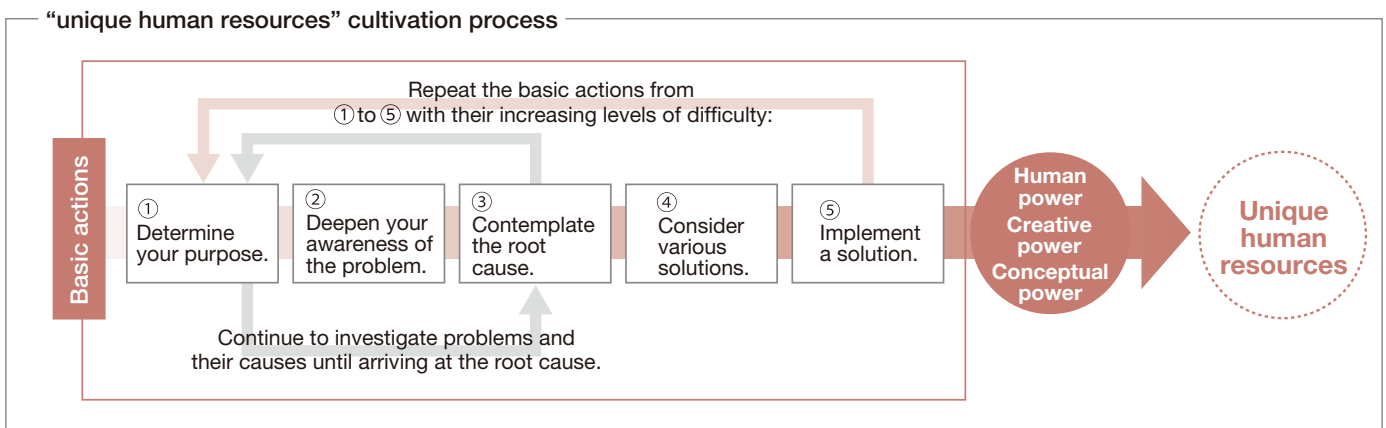 “unique human resources” cultivation process
Repeat the basic actions from
① to ⑤ with their increasing levels of difficulty:
Basic actions
①
Determine
your purpose.
②
Deepen your
awareness of
the problem.
③
Contemplate
the root
cause.
④
Consider
various
solutions.
⑤
Implement
a solution.
Continue to investigate problems and
their causes until arriving at the root cause.
Human
power
Creative
power
Conceptual
power
Unique
human
resources